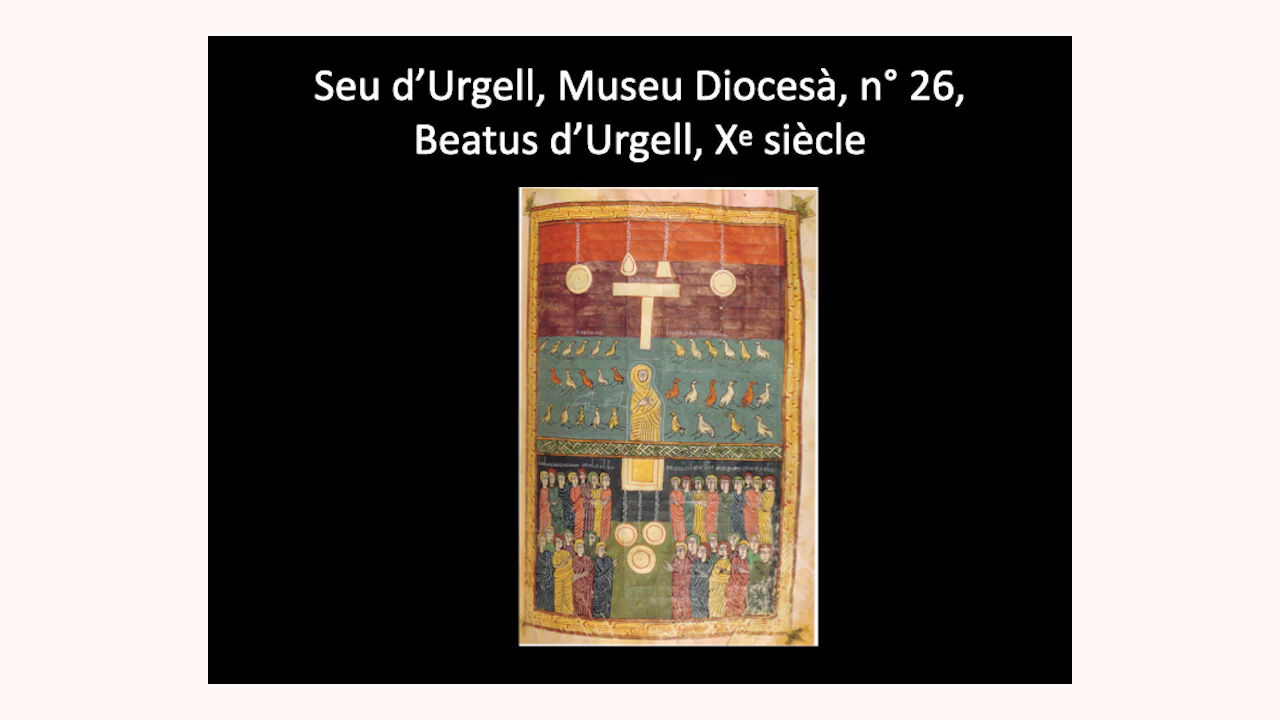 Seu d’Urgell, Museu Diocesà, n° 26,
Beatus d’Urgell, Xe siècle